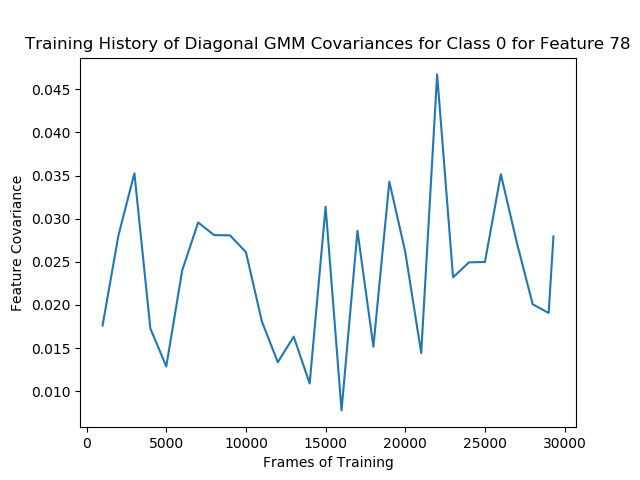 Training History of Diagonal GMM Covariances for Class 0 for Feature 78
0.045
0.040
0.035
0.030
0.025
0.020
0.015
0.010
Feature Covariance
0 5000 10000 15000 20000 25000 30000
Frames of Training